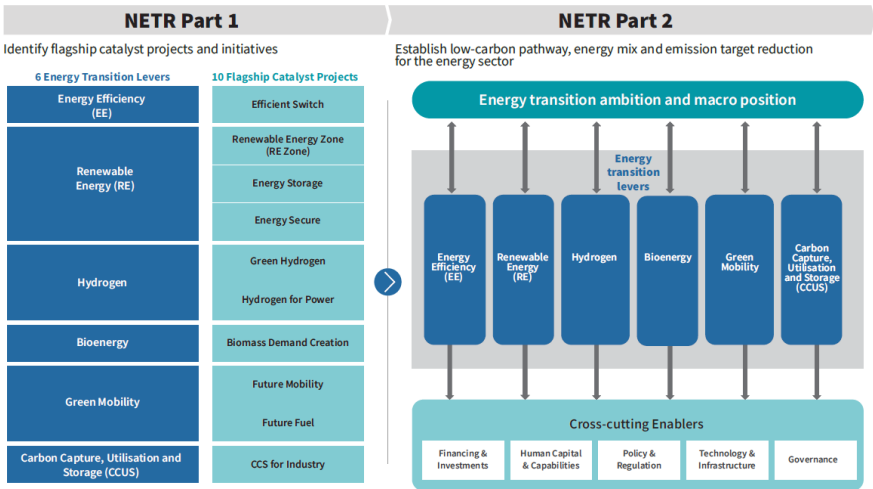 NETR Part 1
NETR Part 2
Identify flagship catalyst projects and initiatives
Establish low-carbon pathway, energy mix and emission target reduction
for the energy sector
6 Energy Transition Levers
10 Flagship Catalyst Projects
Energy Efficiency
(EE)
Efficient Switch
Renewable
Energy (RE)
Renewable Energy Zone
(RE Zone)
Energy Storage
Energy Secure
Hydrogen
Green Hydrogen
Hydrogen for Power
Bioenergy
Biomass Demand Creation
Green Mobility
Future Mobility
Future Fuel
Carbon Capture, Utilisation and
Storage (CCUS)
CCS for Industry
Energy transition ambition and macro position
Energy
transition
levers
Energy
Efficiency
(EE)
Renewable
Energy (RE)
Hydrogen
Bioenergy
Green
Mobility
Carbon
Capture,
Utilisation
and Storage
(CCUS)
Cross-cutting Enablers
Financing &
Investments
Human Capital
& Capabilities
Policy &
Regulation
Technology &
Infrastructure
Governance